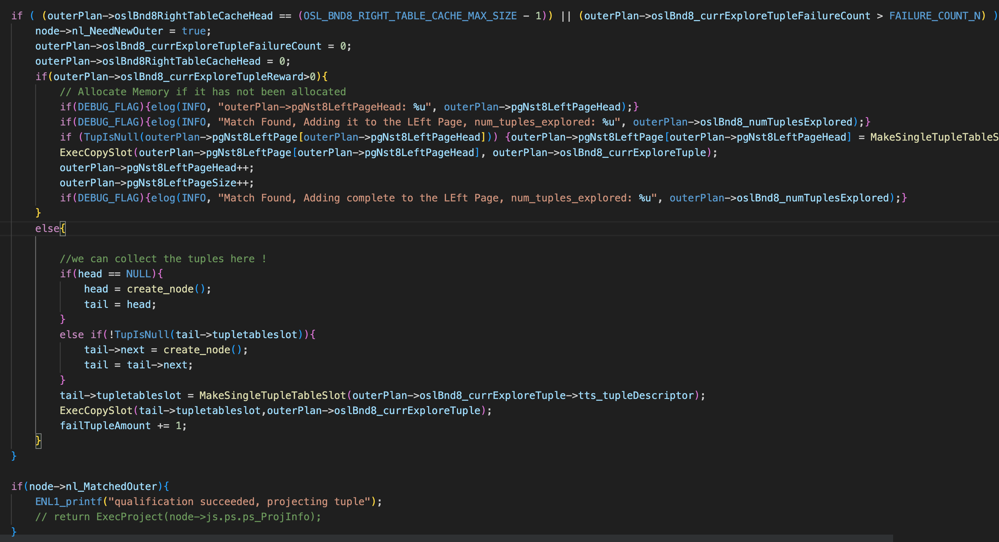 if ( (outerPlan->oslBnd8RightTableCacheHead == (OSL_BND8_RIGHT_TABLE_CACHE_MAX_SIZE - 1)) || (outerPlan->oslBnd8_currExploreTupleFailureCount > FAILURE_COUNT_N) )
node->nl_NeedNewOuter = true;
outerPlan->oslBnd8_currExploreTupleFailureCount = 0;
outerPlan->oslBnd8RightTableCacheHead = 0;
if(outerPlan->oslBnd8_currExploreTupleReward>0){
// Allocate Memory if it has not been allocated
if(DEBUG_FLAG){elog(INFO, "outerPlan->pgNst8LeftPageHead: %u", outerPlan->pgNst8LeftPageHead);}
if(DEBUG_FLAG){elog(INFO, "Match Found, Adding it to the LEft Page, num_tuples_explored: %u", outerPlan->oslBnd8_numTuplesExplored);}
if (TupIsNull(outerPlan->pgNst8LeftPage[outerPlan->pgNst8LeftPageHead])) {outerPlan->pgNst8LeftPage[outerPlan->pgNst8LeftPageHead] = MakeSingleTupleTableS
ExecCopySlot(outerPlan->pgNst8LeftPage[outerPlan->pgNst8LeftPageHead], outerPlan->oslBnd8_currExploreTuple);
outerPlan->pgNst8LeftPageHead++;
outerPlan->pgNst8LeftPageSize++;
if(DEBUG_FLAG){elog(INFO, "Match Found, Adding complete to the LEft Page, num_tuples_explored: %u", outerPlan->oslBnd8_numTuplesExplored);}
}
else{
//we can collect the tuples here !
if(head == NULL){
head = create_node();
tail = head;
}
else if(!TupIsNull(tail->tupletableslot)){
tail->next = create_node();
tail = tail->next;
}
tail->tupletableslot = MakeSingleTupleTableSlot(outerPlan->oslBnd8_currExploreTuple->tts_tupleDescriptor);
ExecCopySlot(tail->tupletableslot,outerPlan->oslBnd8_currExploreTuple);
failTupleAmount += 1;
}
}
if(node->nl_MatchedOuter){
ENL1_printf("qualification succeeded, projecting tuple");
// return ExecProject(node->js.ps.ps_ProjInfo);
}